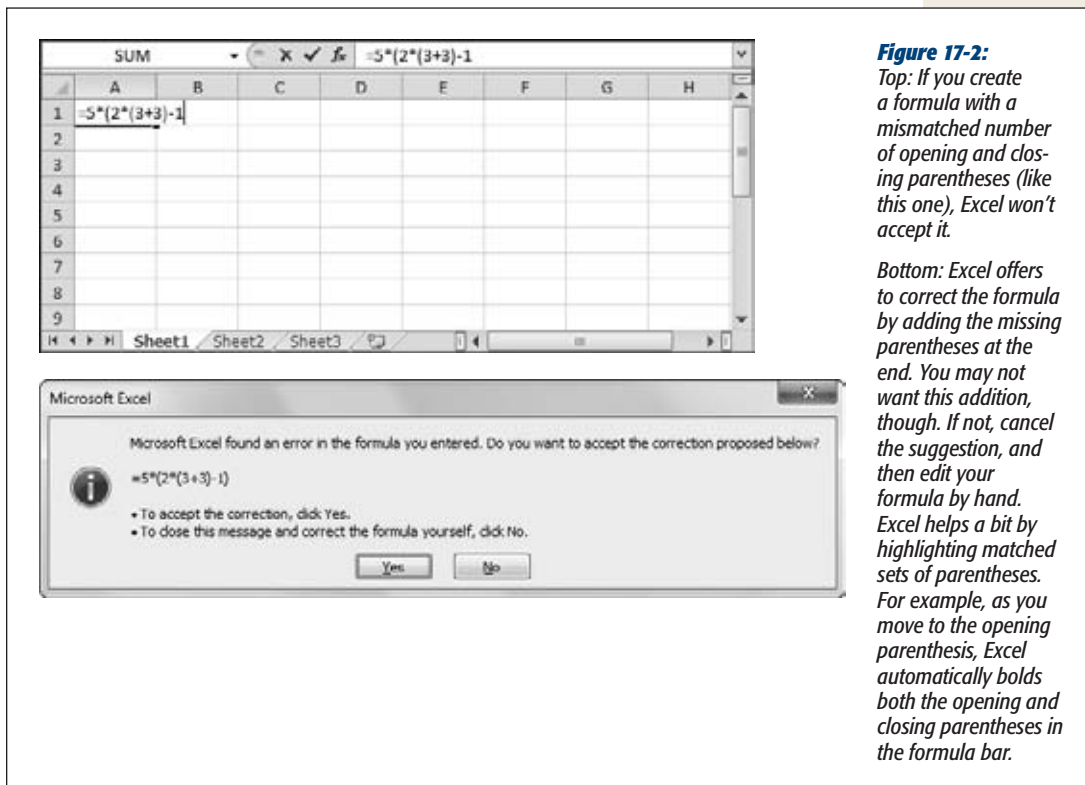 SUM fx =5*(2*(3+3)-1
A B C D E F G H
1 =5*(2*(3+3)-1
2
3
4
5
6
7
8
9
Sheet1 Sheet2 Sheet3
Microsoft Excel
Microsoft Excel found an error in the formula you entered. Do you want to accept the correction proposed below?
=5*(2*(3+3)-1)
• To accept the correction, click Yes.
• To close this message and correct the formula yourself, click No.
Yes No
Figure 17-2:
Top: If you create
a formula with a
mismatched number
of opening and clos-
ing parentheses (like
this one), Excel won't
accept it.
Bottom: Excel offers
to correct the formula
by adding the missing
parentheses at the
end. You may not
want this addition,
though. If not, cancel
the suggestion, and
then edit your
formula by hand.
Excel helps a bit by
highlighting matched
sets of parentheses.
For example, as you
move to the opening
parenthesis, Excel
automatically bolds
both the opening and
closing parentheses in
the formula bar.